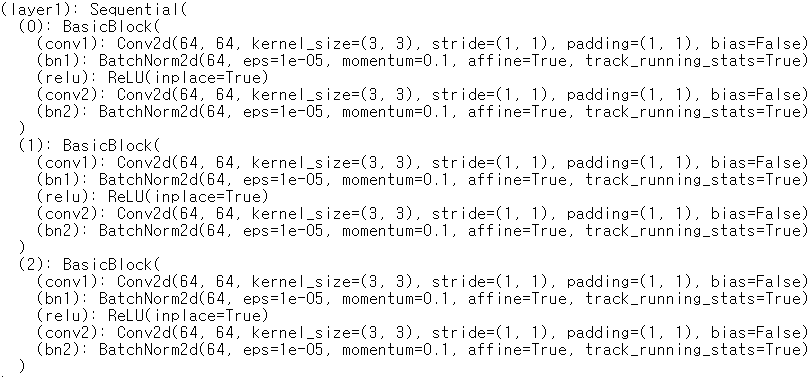 (layer1): Sequential(
  (0): BasicBlock(
    (conv1): Conv2d(64, 64, kernel_size=(3, 3), stride=(1, 1), padding=(1, 1), bias=False)
    (bn1): BatchNorm2d(64, eps=1e-05, momentum=0.1, affine=True, track_running_stats=True)
    (relu): ReLU(inplace=True)
    (conv2): Conv2d(64, 64, kernel_size=(3, 3), stride=(1, 1), padding=(1, 1), bias=False)
    (bn2): BatchNorm2d(64, eps=1e-05, momentum=0.1, affine=True, track_running_stats=True)
  )
  (1): BasicBlock(
    (conv1): Conv2d(64, 64, kernel_size=(3, 3), stride=(1, 1), padding=(1, 1), bias=False)
    (bn1): BatchNorm2d(64, eps=1e-05, momentum=0.1, affine=True, track_running_stats=True)
    (relu): ReLU(inplace=True)
    (conv2): Conv2d(64, 64, kernel_size=(3, 3), stride=(1, 1), padding=(1, 1), bias=False)
    (bn2): BatchNorm2d(64, eps=1e-05, momentum=0.1, affine=True, track_running_stats=True)
  )
  (2): BasicBlock(
    (conv1): Conv2d(64, 64, kernel_size=(3, 3), stride=(1, 1), padding=(1, 1), bias=False)
    (bn1): BatchNorm2d(64, eps=1e-05, momentum=0.1, affine=True, track_running_stats=True)
    (relu): ReLU(inplace=True)
    (conv2): Conv2d(64, 64, kernel_size=(3, 3), stride=(1, 1), padding=(1, 1), bias=False)
    (bn2): BatchNorm2d(64, eps=1e-05, momentum=0.1, affine=True, track_running_stats=True)
  )